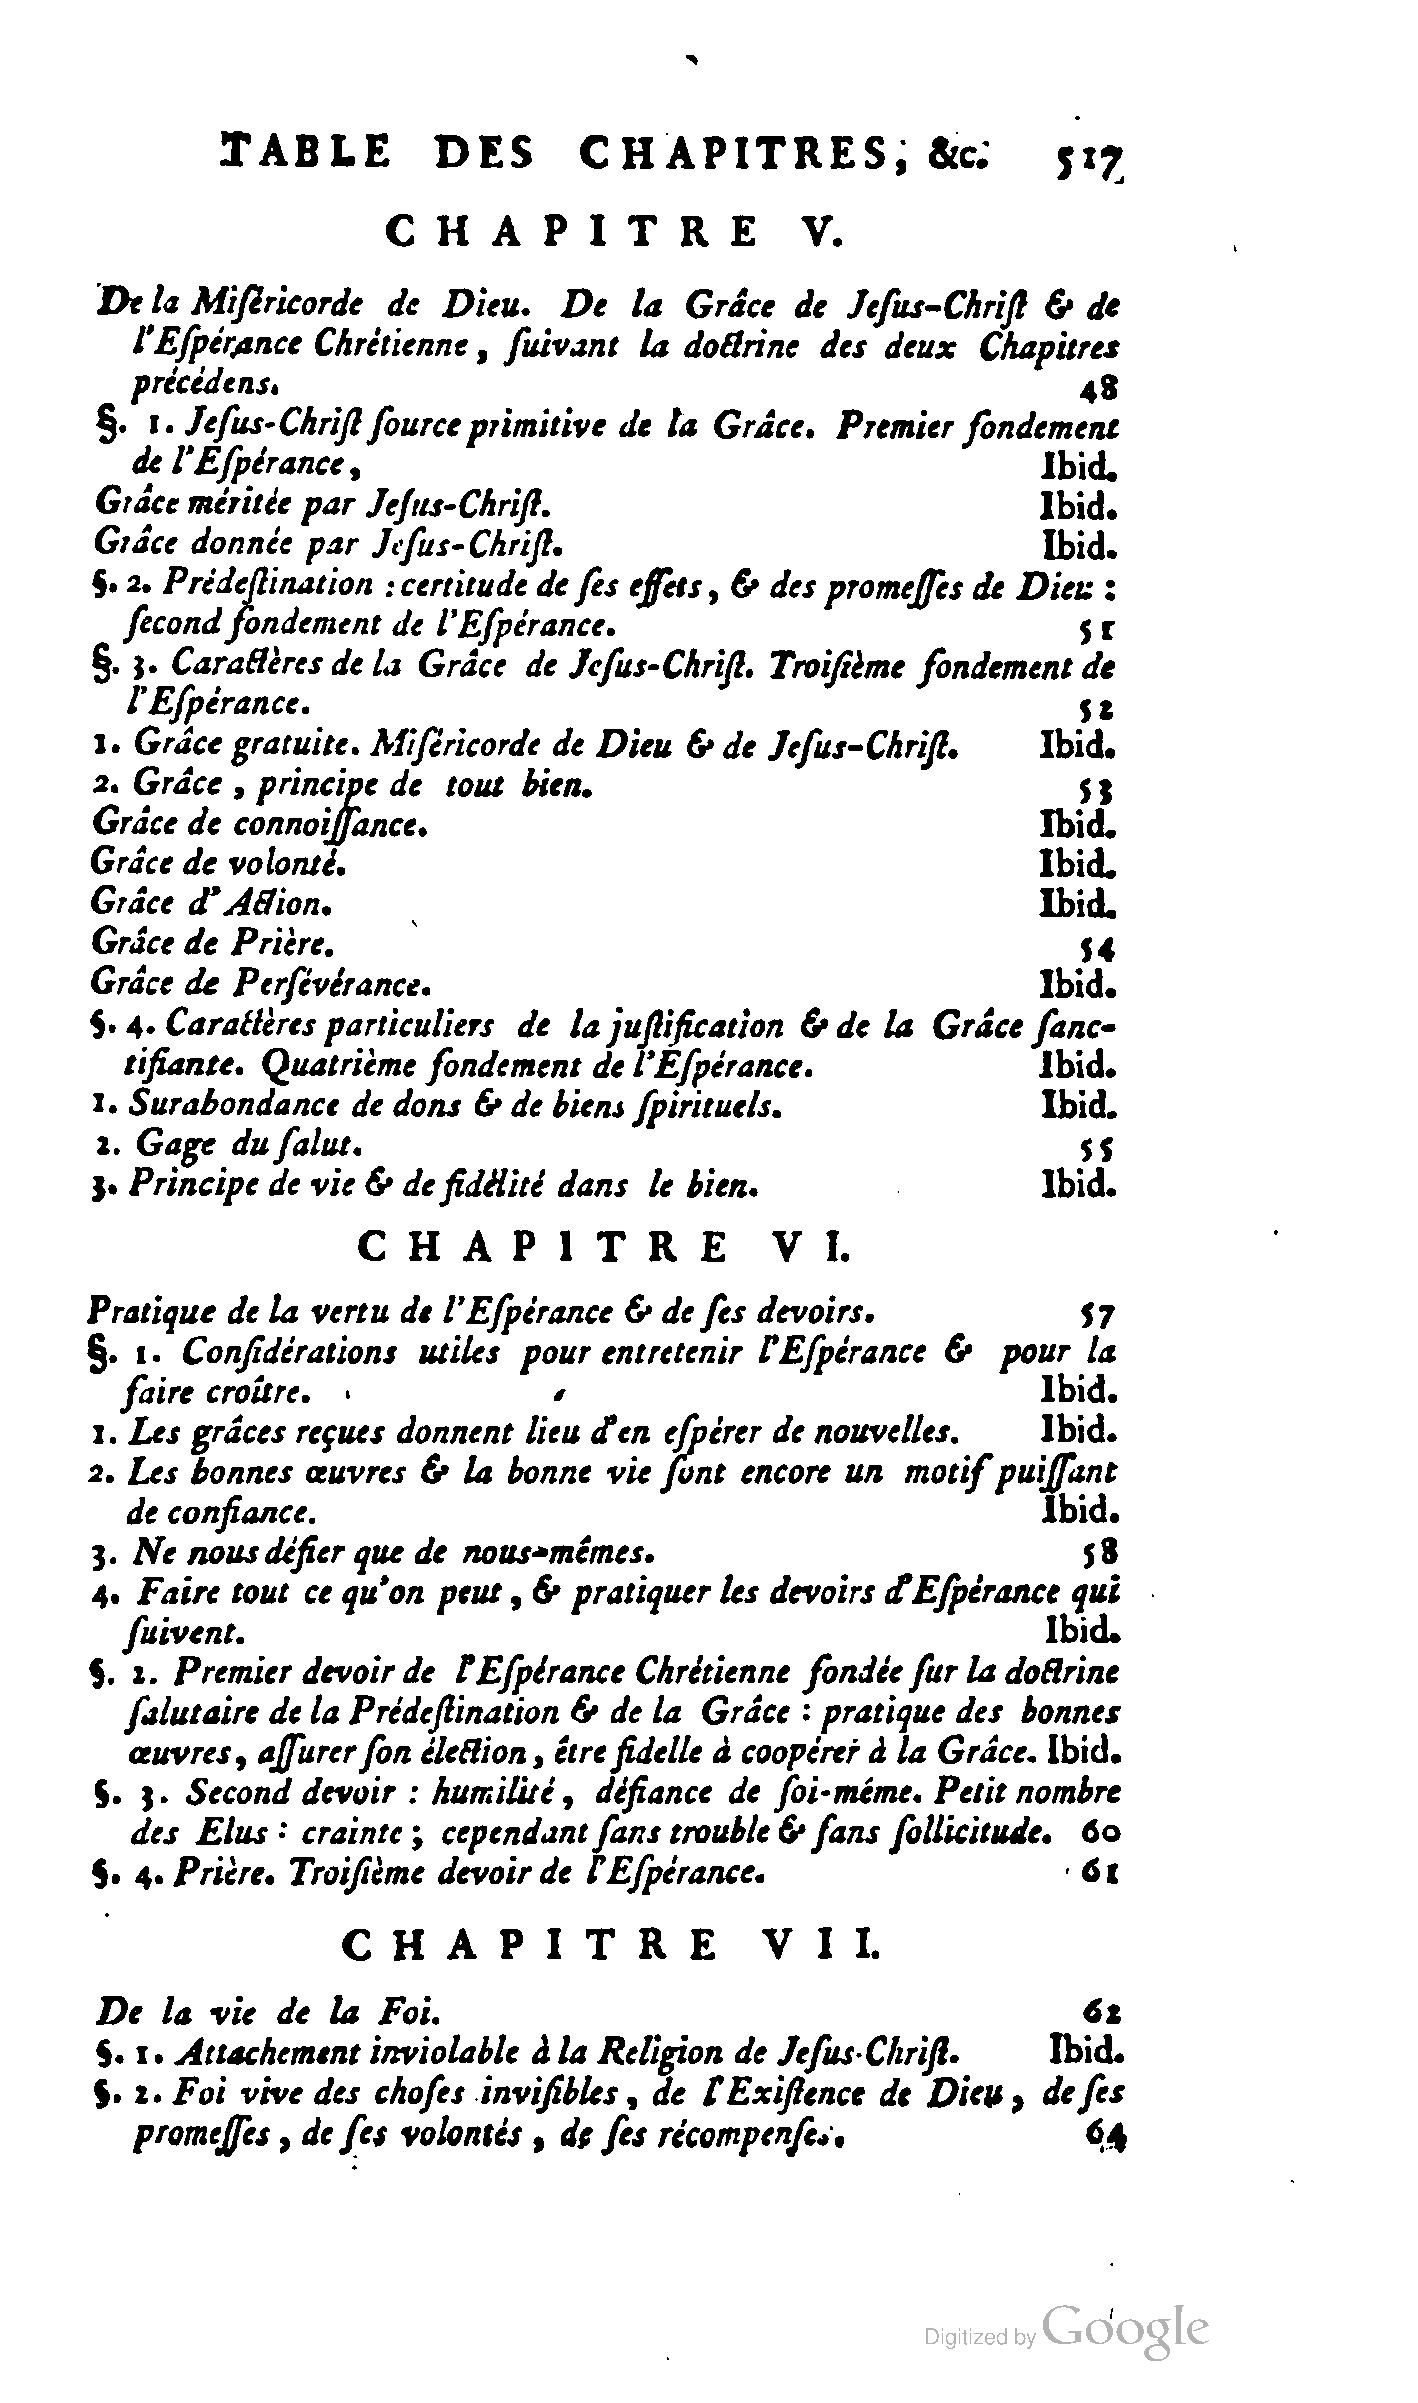 TABLE DES CHAPITRES, &c. 517
CHAPITRE V.
De la Miſéricorde de Dieu. De la Grâce de Jeſus-Chriſt & de
l'Eſpérance Chrétienne, ſuivant la doctrine des deux Chapitres
précédens. 48
§. 1. Jeſus-Chriſt ſource primitive de la Grâce. Premier fondement
de l'Eſpérance, Ibid.
Grâce méritée par Jeſus-Chriſt. Ibid.
Grâce donnée par Jeſus-Chriſt. Ibid.
§. 2. Prédeſtination : certitude de ſes effets, & des promeſſes de Dieu :
ſecond fondement de l'Eſpérance. 51
§. 3. Caractères de la Grâce de Jeſus-Chriſt. Troiſième fondement de
l'Eſpérance. 52
1. Grâce gratuite. Miſéricorde de Dieu & de Jeſus-Chriſt. Ibid.
2. Grâce, principe de tout bien. 53
Grâce de connoiſſance. Ibid.
Grâce de volonté. Ibid.
Grâce d'Action. Ibid.
Grâce de Prière. 54
Grâce de Perſévérance. Ibid.
§. 4. Caractères particuliers de la juſtification & de la Grâce ſanc-
tifiante. Quatrième fondement de l'Eſpérance. Ibid.
1. Surabondance de dons & de biens ſpirituels. Ibid.
2. Gage du ſalut. 55
3. Principe de vie & de fidélité dans le bien. Ibid.
CHAPITRE VI.
Pratique de la vertu de l'Eſpérance & de ſes devoirs. 57
§. 1. Conſidérations utiles pour entretenir l'Eſpérance & pour la
faire croître. Ibid.
1. Les grâces reçues donnent lieu d'en eſpérer de nouvelles. Ibid.
2. Les bonnes œuvres & la bonne vie ſont encore un motif puiſſant
de confiance. Ibid.
3. Ne nous défier que de nous-mêmes. 58
4. Faire tout ce qu'on peut, & pratiquer les devoirs d'Eſpérance qui
ſuivent. Ibid.
§. 2. Premier devoir de l'Eſpérance Chrétienne fondée ſur la doctrine
ſalutaire de la Prédeſtination & de la Grâce : pratique des bonnes
œuvres, aſſurer ſon élection, être fidelle à coopérer à la Grâce. Ibid.
§. 3. Second devoir : humilité, défiance de ſoi-même. Petit nombre
des Elus : crainte ; cependant ſans trouble & ſans ſollicitude. 60
§. 4. Prière. Troiſième devoir de l'Eſpérance. 61
CHAPITRE VII.
De la vie de la Foi. 62
§. 1. Attachement inviolable à la Religion de Jeſus-Chriſt. Ibid.
§. 2. Foi vive des choſes inviſibles, de l'Exiſtence de Dieu, de ſes
promeſſes, de ſes volontés, de ſes récompenſes. 64
Digitized by Google